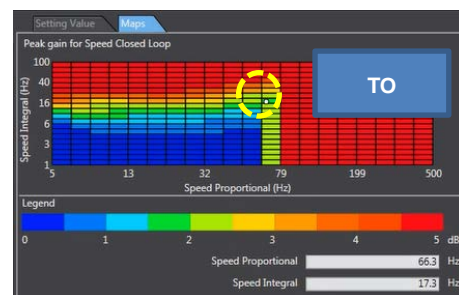 Setting Value Maps
Peak gain for Speed Closed Loop
TO
Speed Integral (Hz)
100
40
16
6
3
1
5 13 32 79 199 500
Speed Proportional (Hz)
Legend
0 1 2 3 4 5 dB
Speed Proportional 66.3 Hz
Speed Integral 17.3 Hz